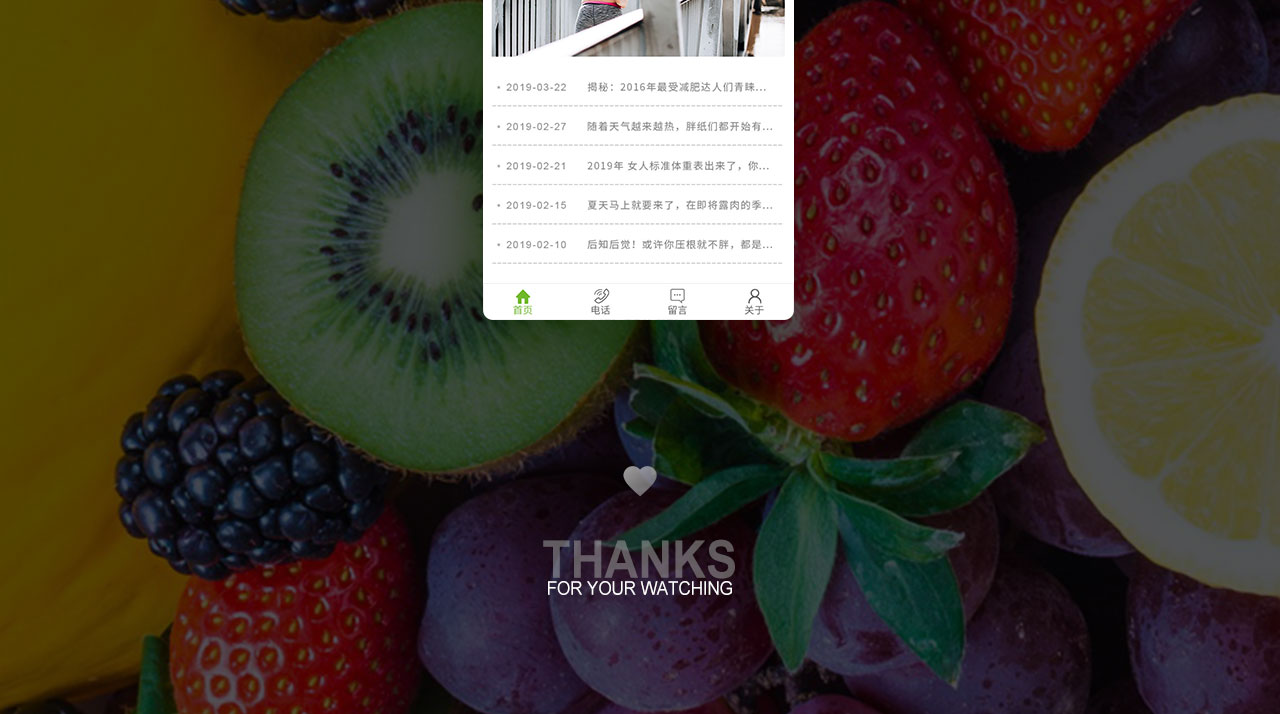 2019-03-22 揭秘：2016年最受减肥达人们青睐...
2019-02-27 随着天气越来越热，胖纸们都开始有...
2019-02-21 2019年 女人标准体重表出来了，你...
2019-02-15 夏天马上就要来了，在即将露肉的季...
2019-02-10 后知后觉！或许你压根就不胖，都是...
首页 电话 留言 关于
THANKS
FOR YOUR WATCHING